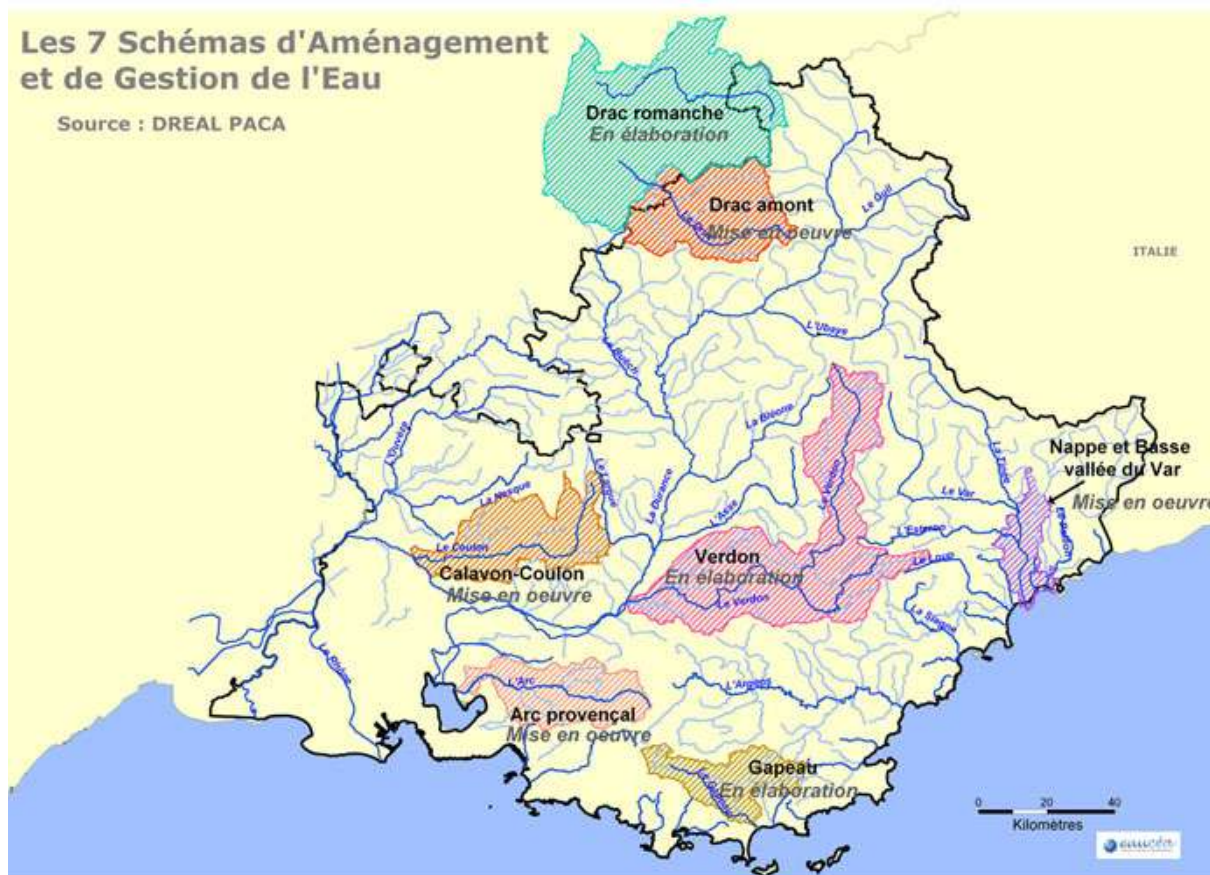 Les 7 Schémas d'Aménagement
et de Gestion de l'Eau
Source : DREAL PACA
Drac romanche
En élaboration
Drac amont
Mise en oeuvre
Le Guil
ITALIE
L'Ubaye
La Bléone
L'Ouvèze
La Nesque
Le Largue
La Durance
L'Asse
Le Verdon
La Tinée
Nappe et Basse
vallée du Var
Mise en oeuvre
Le Var
L'Esteron
Le Loup
Le Coulon
Calavon-Coulon
Mise en oeuvre
Verdon
En élaboration
Le Verdon
La Siagne
Le Rhône
L'Arc
Arc provençal
Mise en oeuvre
L'Argens
Gapeau
En élaboration
0 20 40
Kilomètres
eaucéa